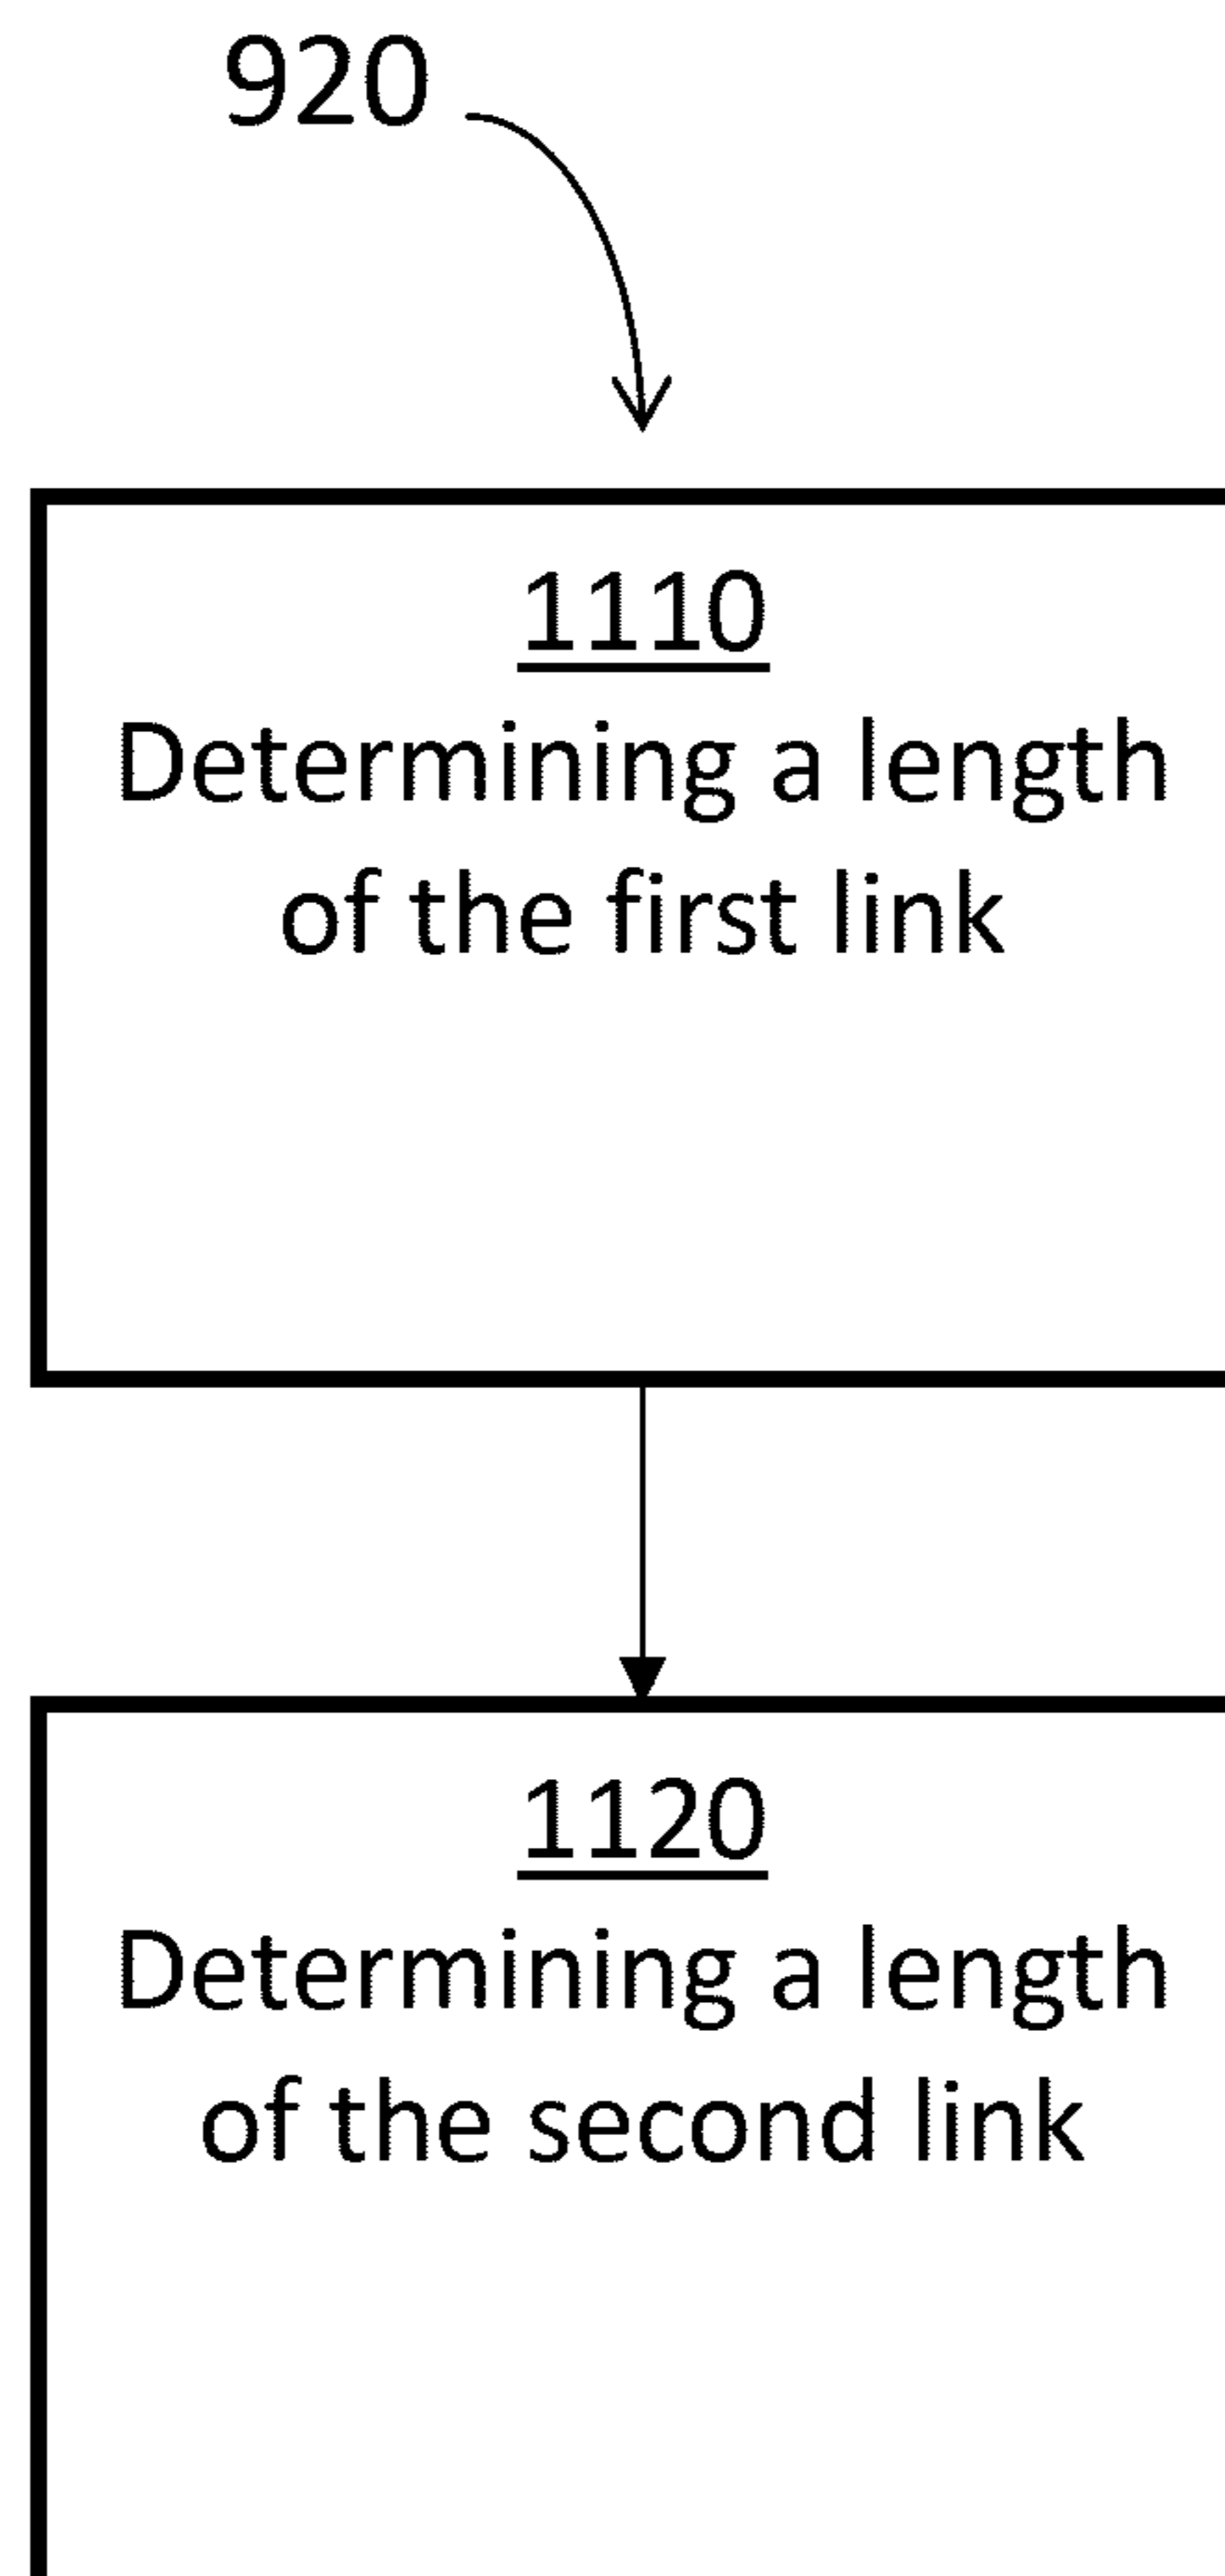 920
1110
Determining a length
of the first link
1120
Determining a length
of the second link